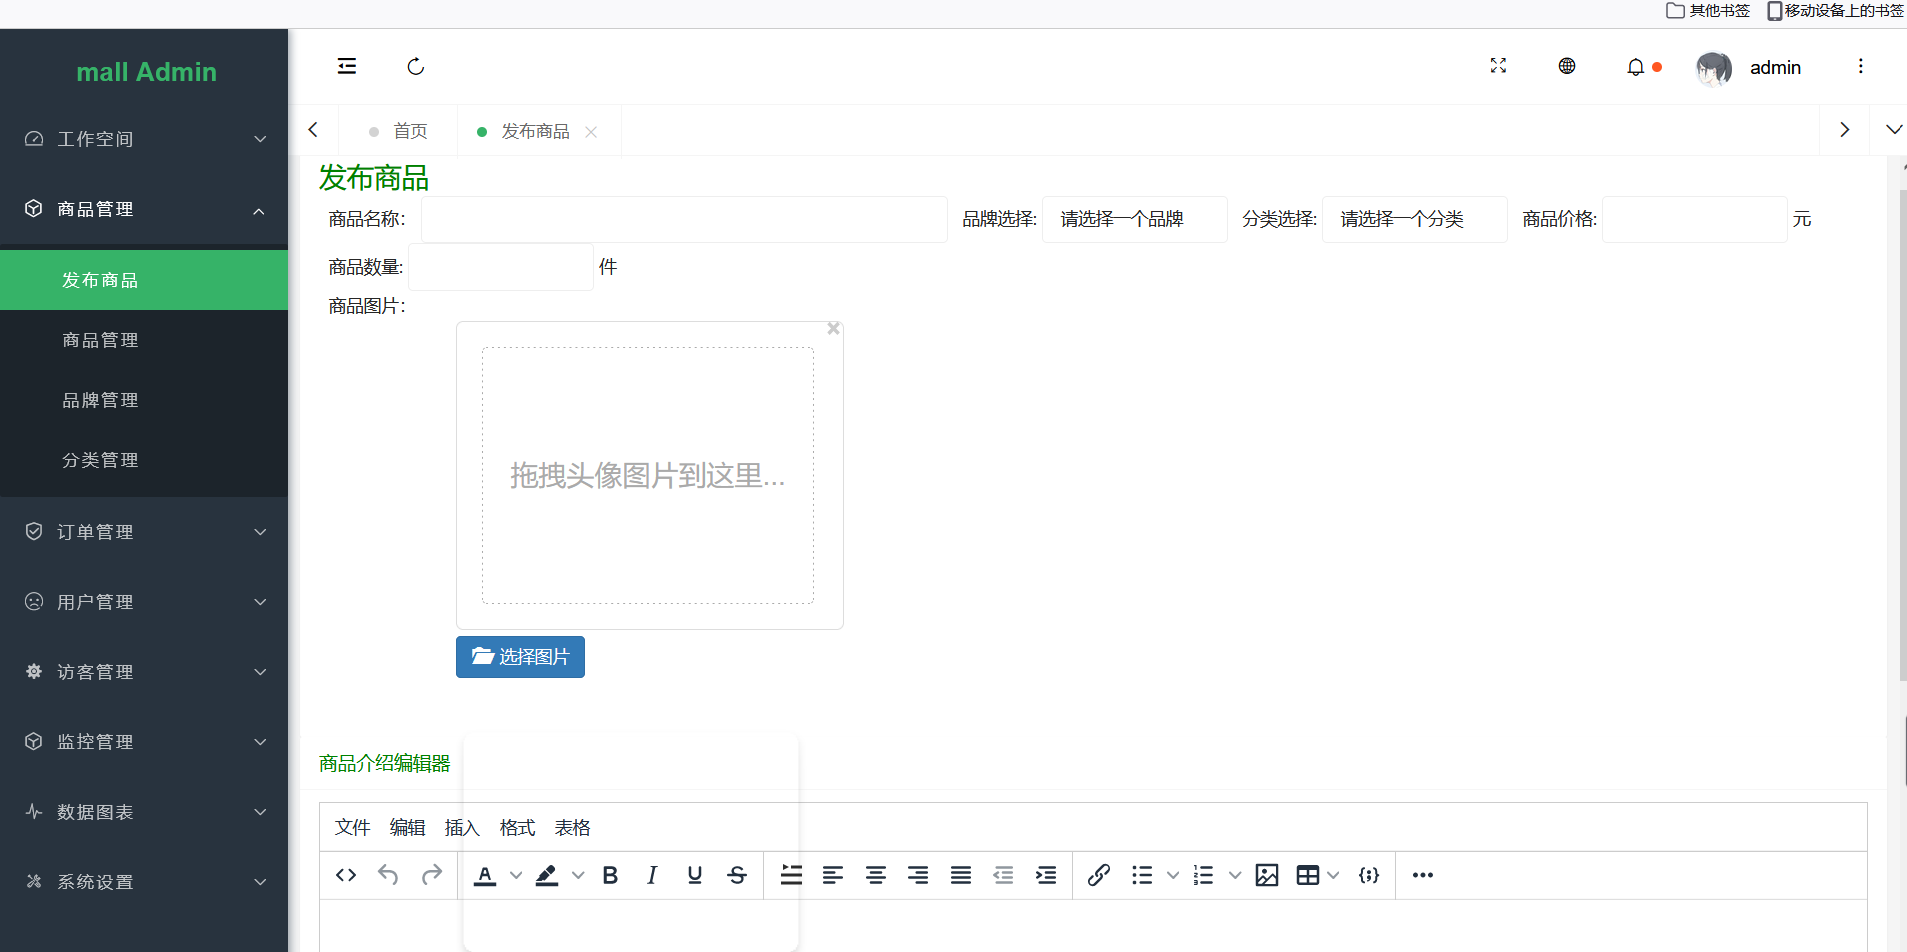 其他书签 移动设备上的书签
mall Admin
admin
首页 发布商品
工作空间
商品管理
发布商品
商品管理
品牌管理
分类管理
订单管理
用户管理
访客管理
监控管理
数据图表
系统设置
发布商品
商品名称: 品牌选择: 请选择一个品牌 分类选择: 请选择一个分类 商品价格: 元
商品数量: 件
商品图片:
拖拽头像图片到这里...
选择图片
商品介绍编辑器
文件 编辑 插入 格式 表格